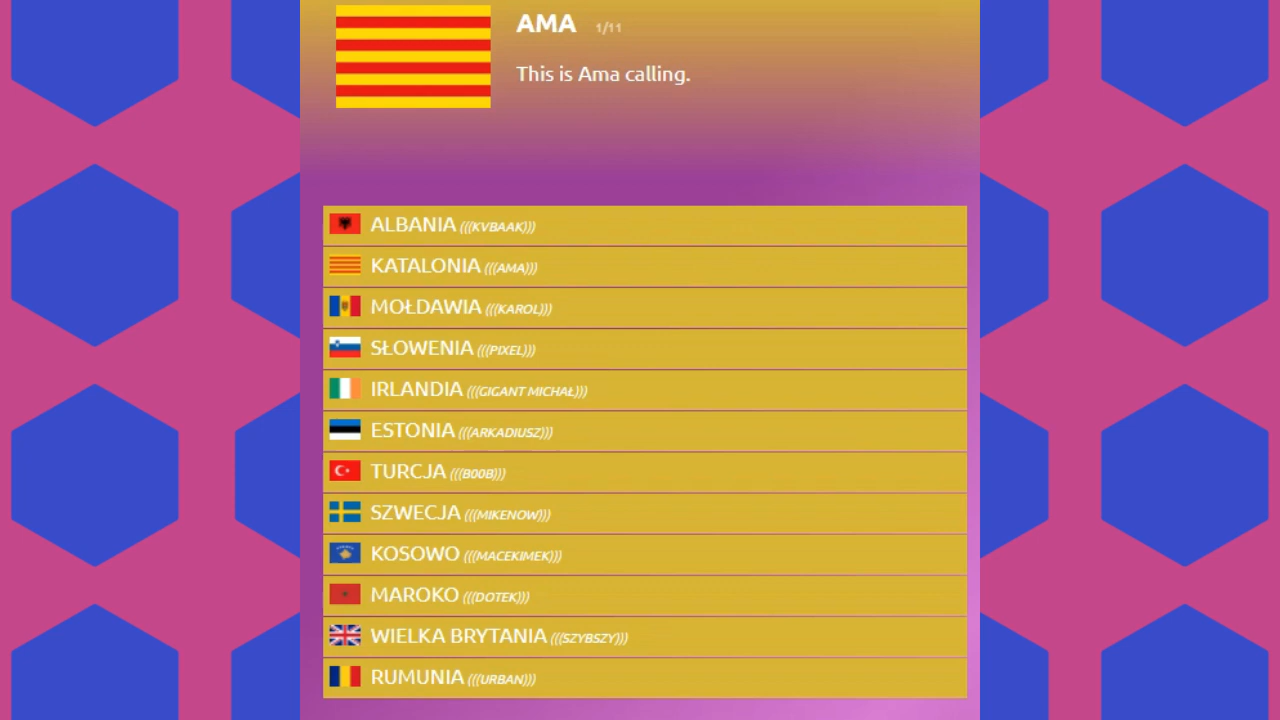 AMA 1/11
This is Ama calling.
ALBANIA (((KVBAAK)))
KATALONIA (((AMA)))
MOŁDAWIA (((KAROL)))
SŁOWENIA (((PIXEL)))
IRLANDIA (((GIGANT MICHAŁ)))
ESTONIA (((ARKADIUSZ)))
TURCJA (((B00B)))
SZWECJA (((MIKENOW)))
KOSOWO (((MACEKIMEK)))
MAROKO (((DOTEK)))
WIELKA BRYTANIA (((SZYBSZY)))
RUMUNIA (((URBAN)))